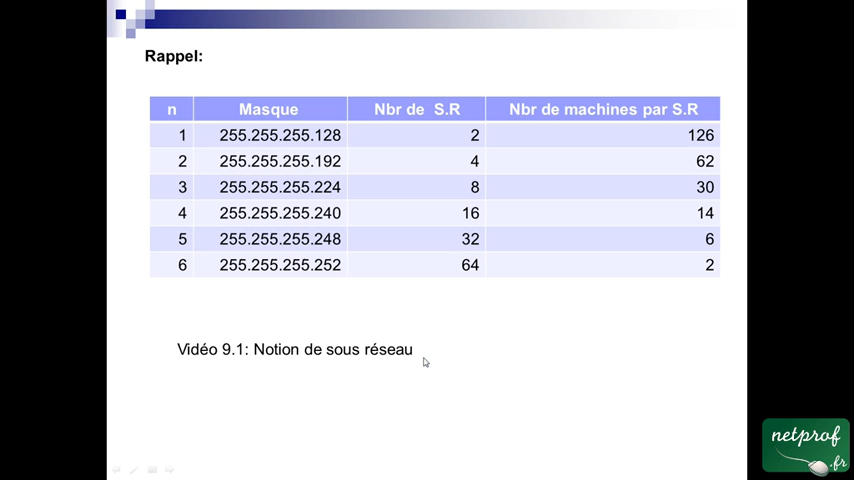 Rappel:
n Masque Nbr de S.R Nbr de machines par S.R
1 255.255.255.128 2 126
2 255.255.255.192 4 62
3 255.255.255.224 8 30
4 255.255.255.240 16 14
5 255.255.255.248 32 6
6 255.255.255.252 64 2
Vidéo 9.1: Notion de sous réseau
netprof
.fr